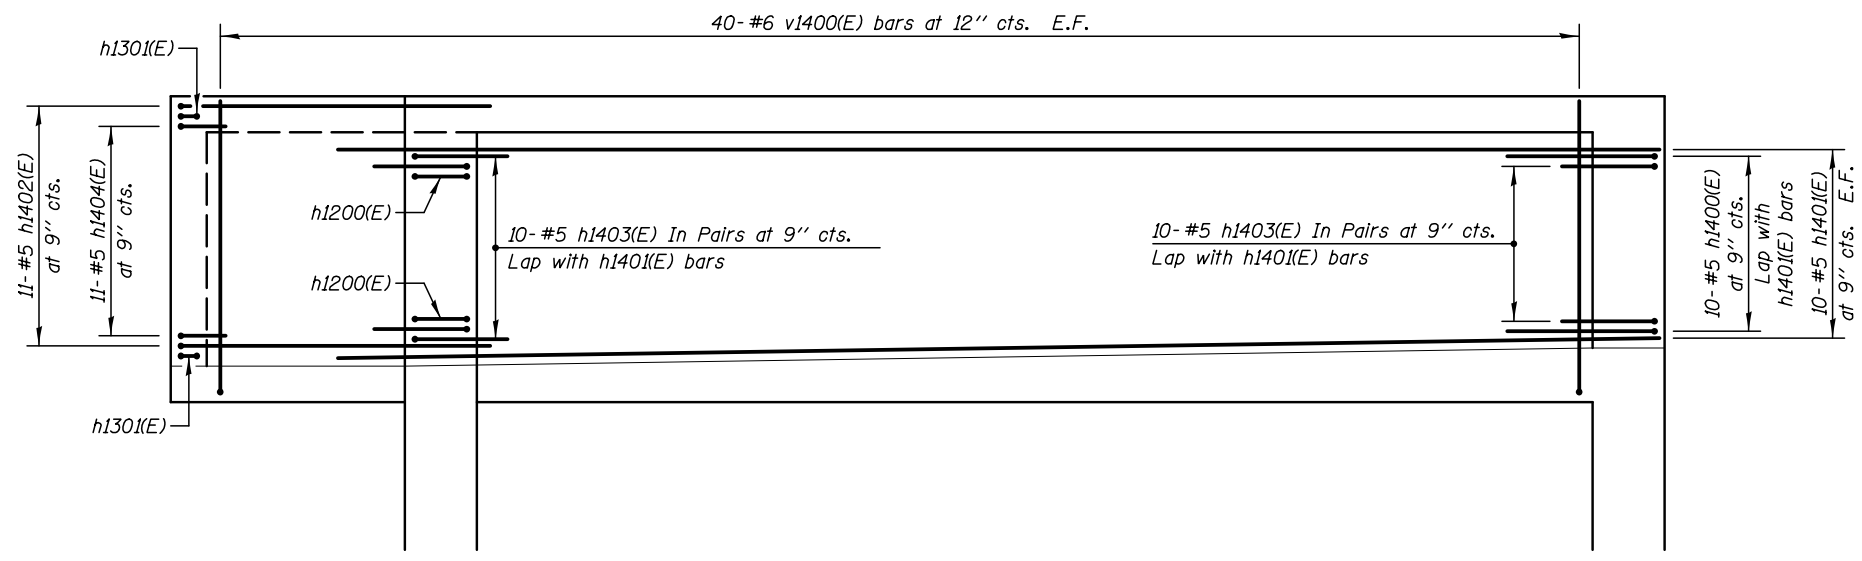 40-#6 v1400(E) bars at 12'' cts. E.F.
h1301(E)
11-#5 h1402(E)
at 9'' cts.
11-#5 h1404(E)
at 9'' cts.
h1200(E)
10-#5 h1403(E) In Pairs at 9'' cts.
Lap with h1401(E) bars
h1200(E)
10-#5 h1403(E) In Pairs at 9'' cts.
Lap with h1401(E) bars
10-#5 h1400(E)
at 9'' cts.
Lap with
h1401(E) bars
10-#5 h1401(E)
at 9'' cts. E.F.
h1301(E)